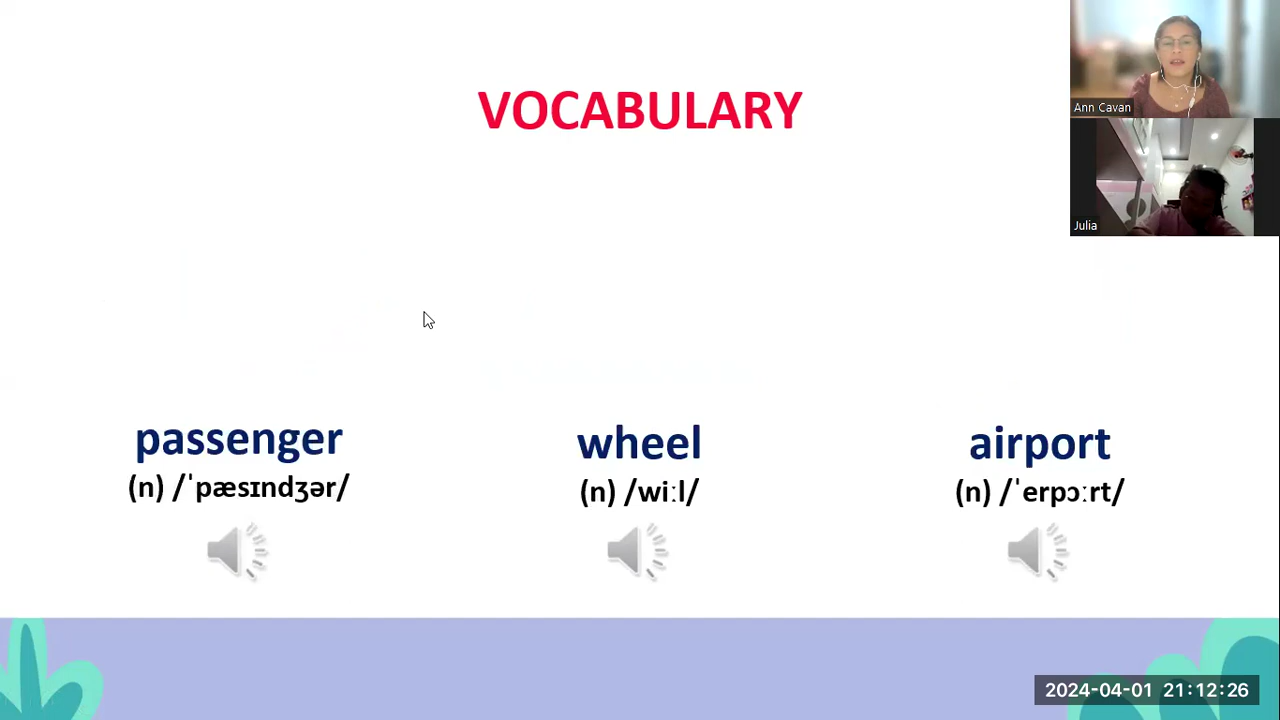 VOCABULARY
Ann Cavan
Julia
passenger
(n) /ˈpæsɪndʒər/
wheel
(n) /wiːl/
airport
(n) /ˈerpɔːrt/
2024-04-01 21:12:26